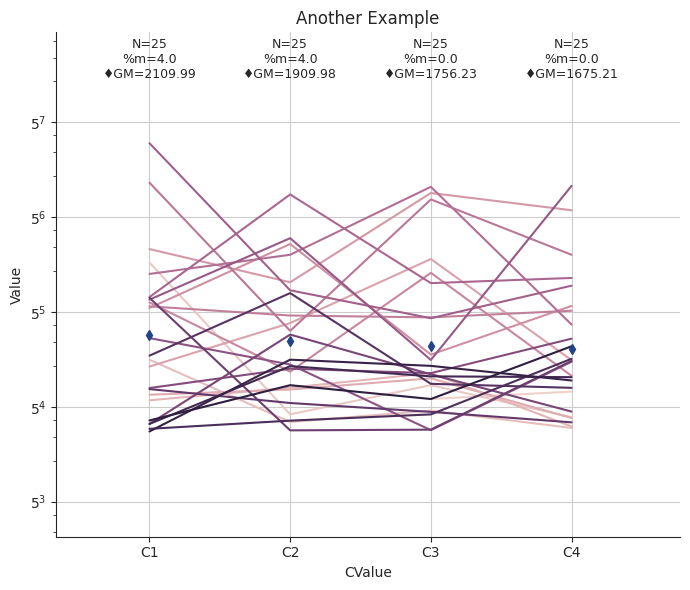 Another Example
N=25 N=25 N=25 N=25
%m=4.0 %m=4.0 %m=0.0 %m=0.0
♦GM=2109.99 ♦GM=1909.98 ♦GM=1756.23 ♦GM=1675.21
5⁷
5⁶
5⁵
5⁴
5³
Value
C1 C2 C3 C4
CValue